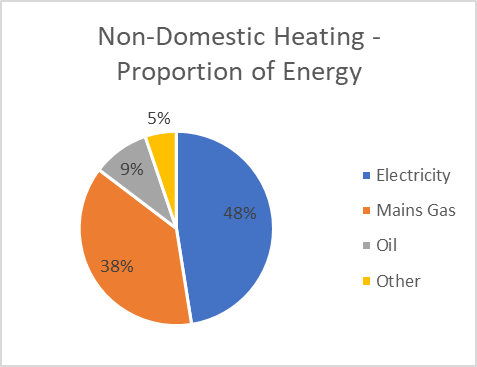 Non-Domestic Heating -
Proportion of Energy
5%
9%
48%
38%
Electricity
Mains Gas
Oil
Other